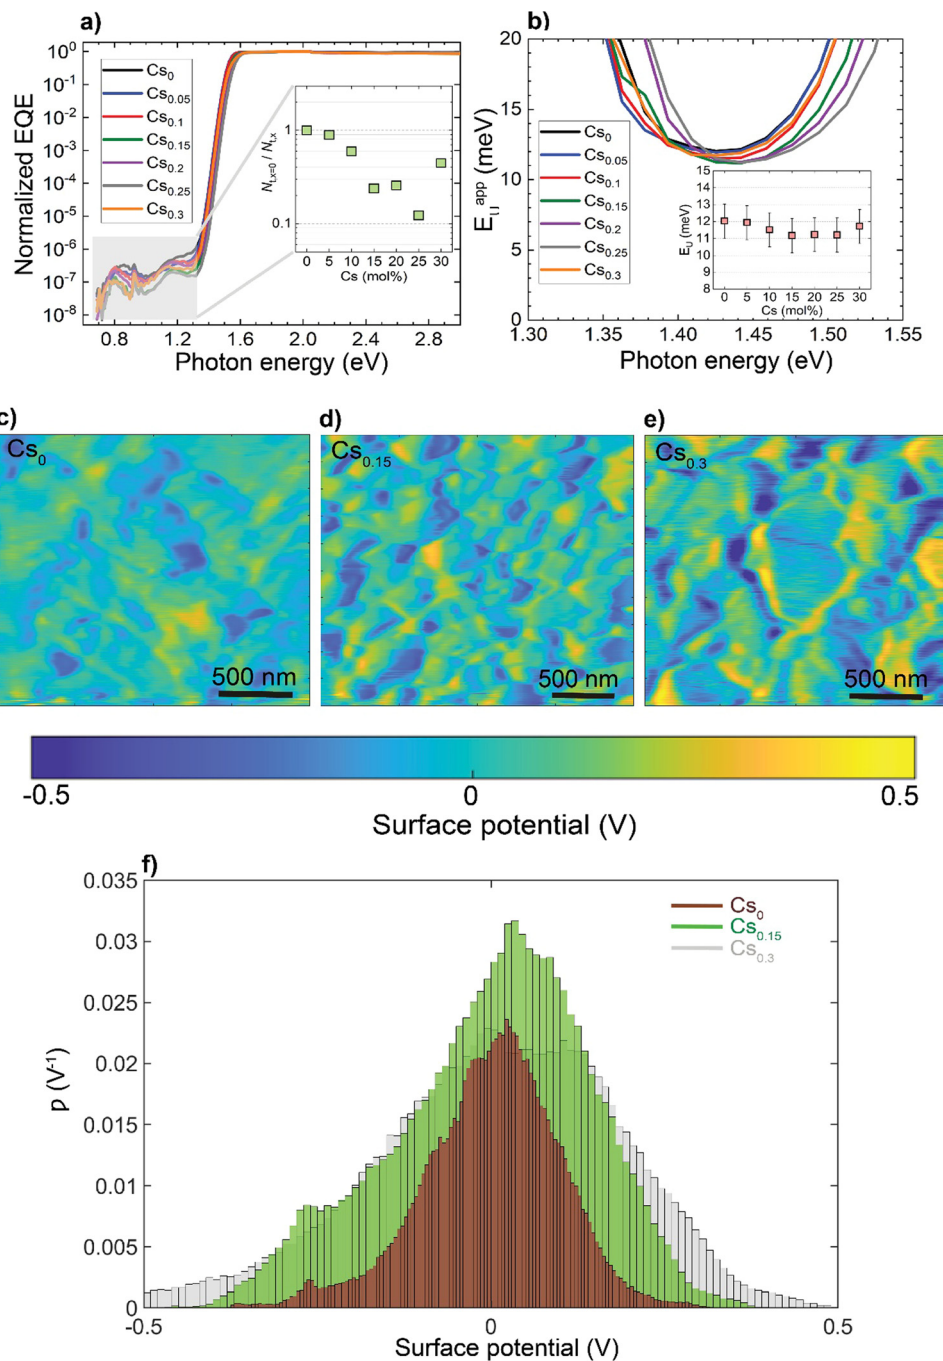 a)
Normalized EQE
10⁰
10⁻¹
10⁻²
10⁻³
10⁻⁴
10⁻⁵
10⁻⁶
10⁻⁷
10⁻⁸
Cs₀
Cs₀.₀₅
Cs₀.₁
Cs₀.₁₅
Cs₀.₂
Cs₀.₂₅
Cs₀.₃
N_t,x=0 / N_t,x
1
0.1
0 5 10 15 20 25 30
Cs (mol%)
0.8 1.2 1.6 2.0 2.4 2.8
Photon energy (eV)
b)
E_U^app (meV)
20
15
10
5
0
Cs₀
Cs₀.₀₅
Cs₀.₁
Cs₀.₁₅
Cs₀.₂
Cs₀.₂₅
Cs₀.₃
E_U (meV)
15
14
13
12
11
10
9
8
0 5 10 15 20 25 30
Cs (mol%)
1.30 1.35 1.40 1.45 1.50 1.55
Photon energy (eV)
c)
Cs₀
500 nm
d)
Cs₀.₁₅
500 nm
e)
Cs₀.₃
500 nm
-0.5 0 0.5
Surface potential (V)
f)
p (V⁻¹)
0.035
0.03
0.025
0.02
0.015
0.01
0.005
0
Cs₀
Cs₀.₁₅
Cs₀.₃
-0.5 0 0.5
Surface potential (V)